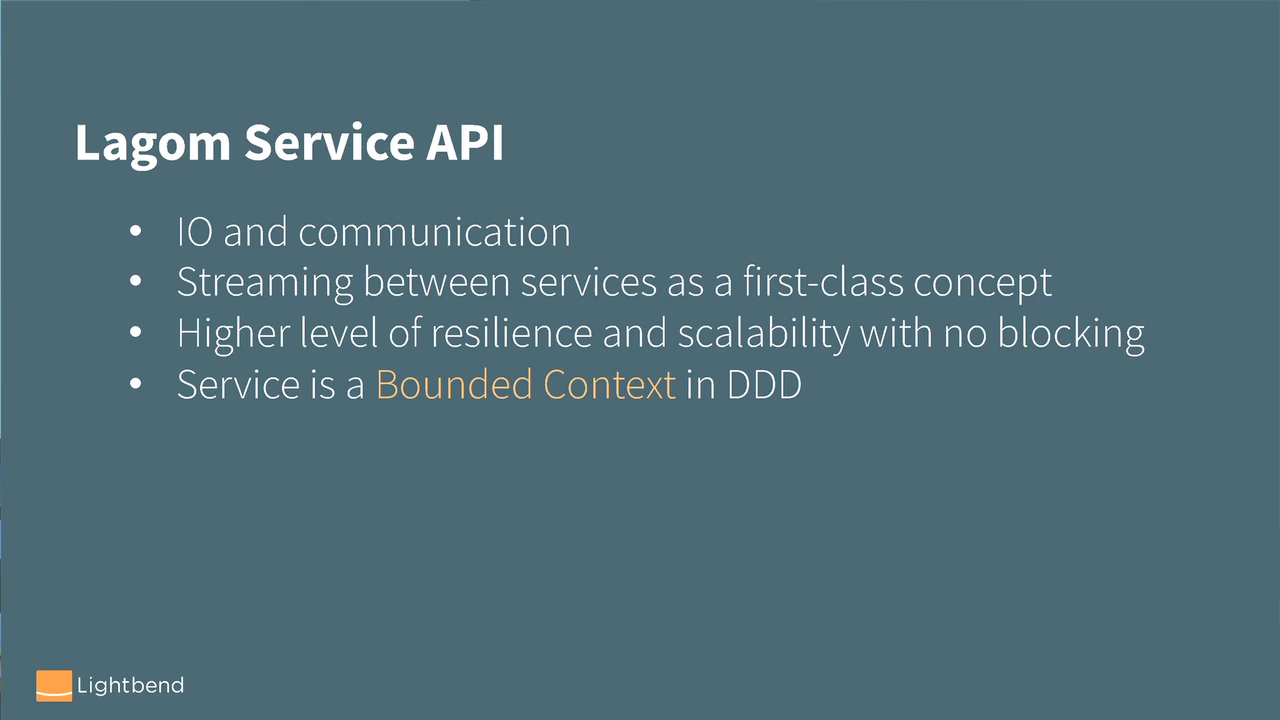 Lagom Service API
• IO and communication
• Streaming between services as a first-class concept
• Higher level of resilience and scalability with no blocking
• Service is a Bounded Context in DDD
Lightbend